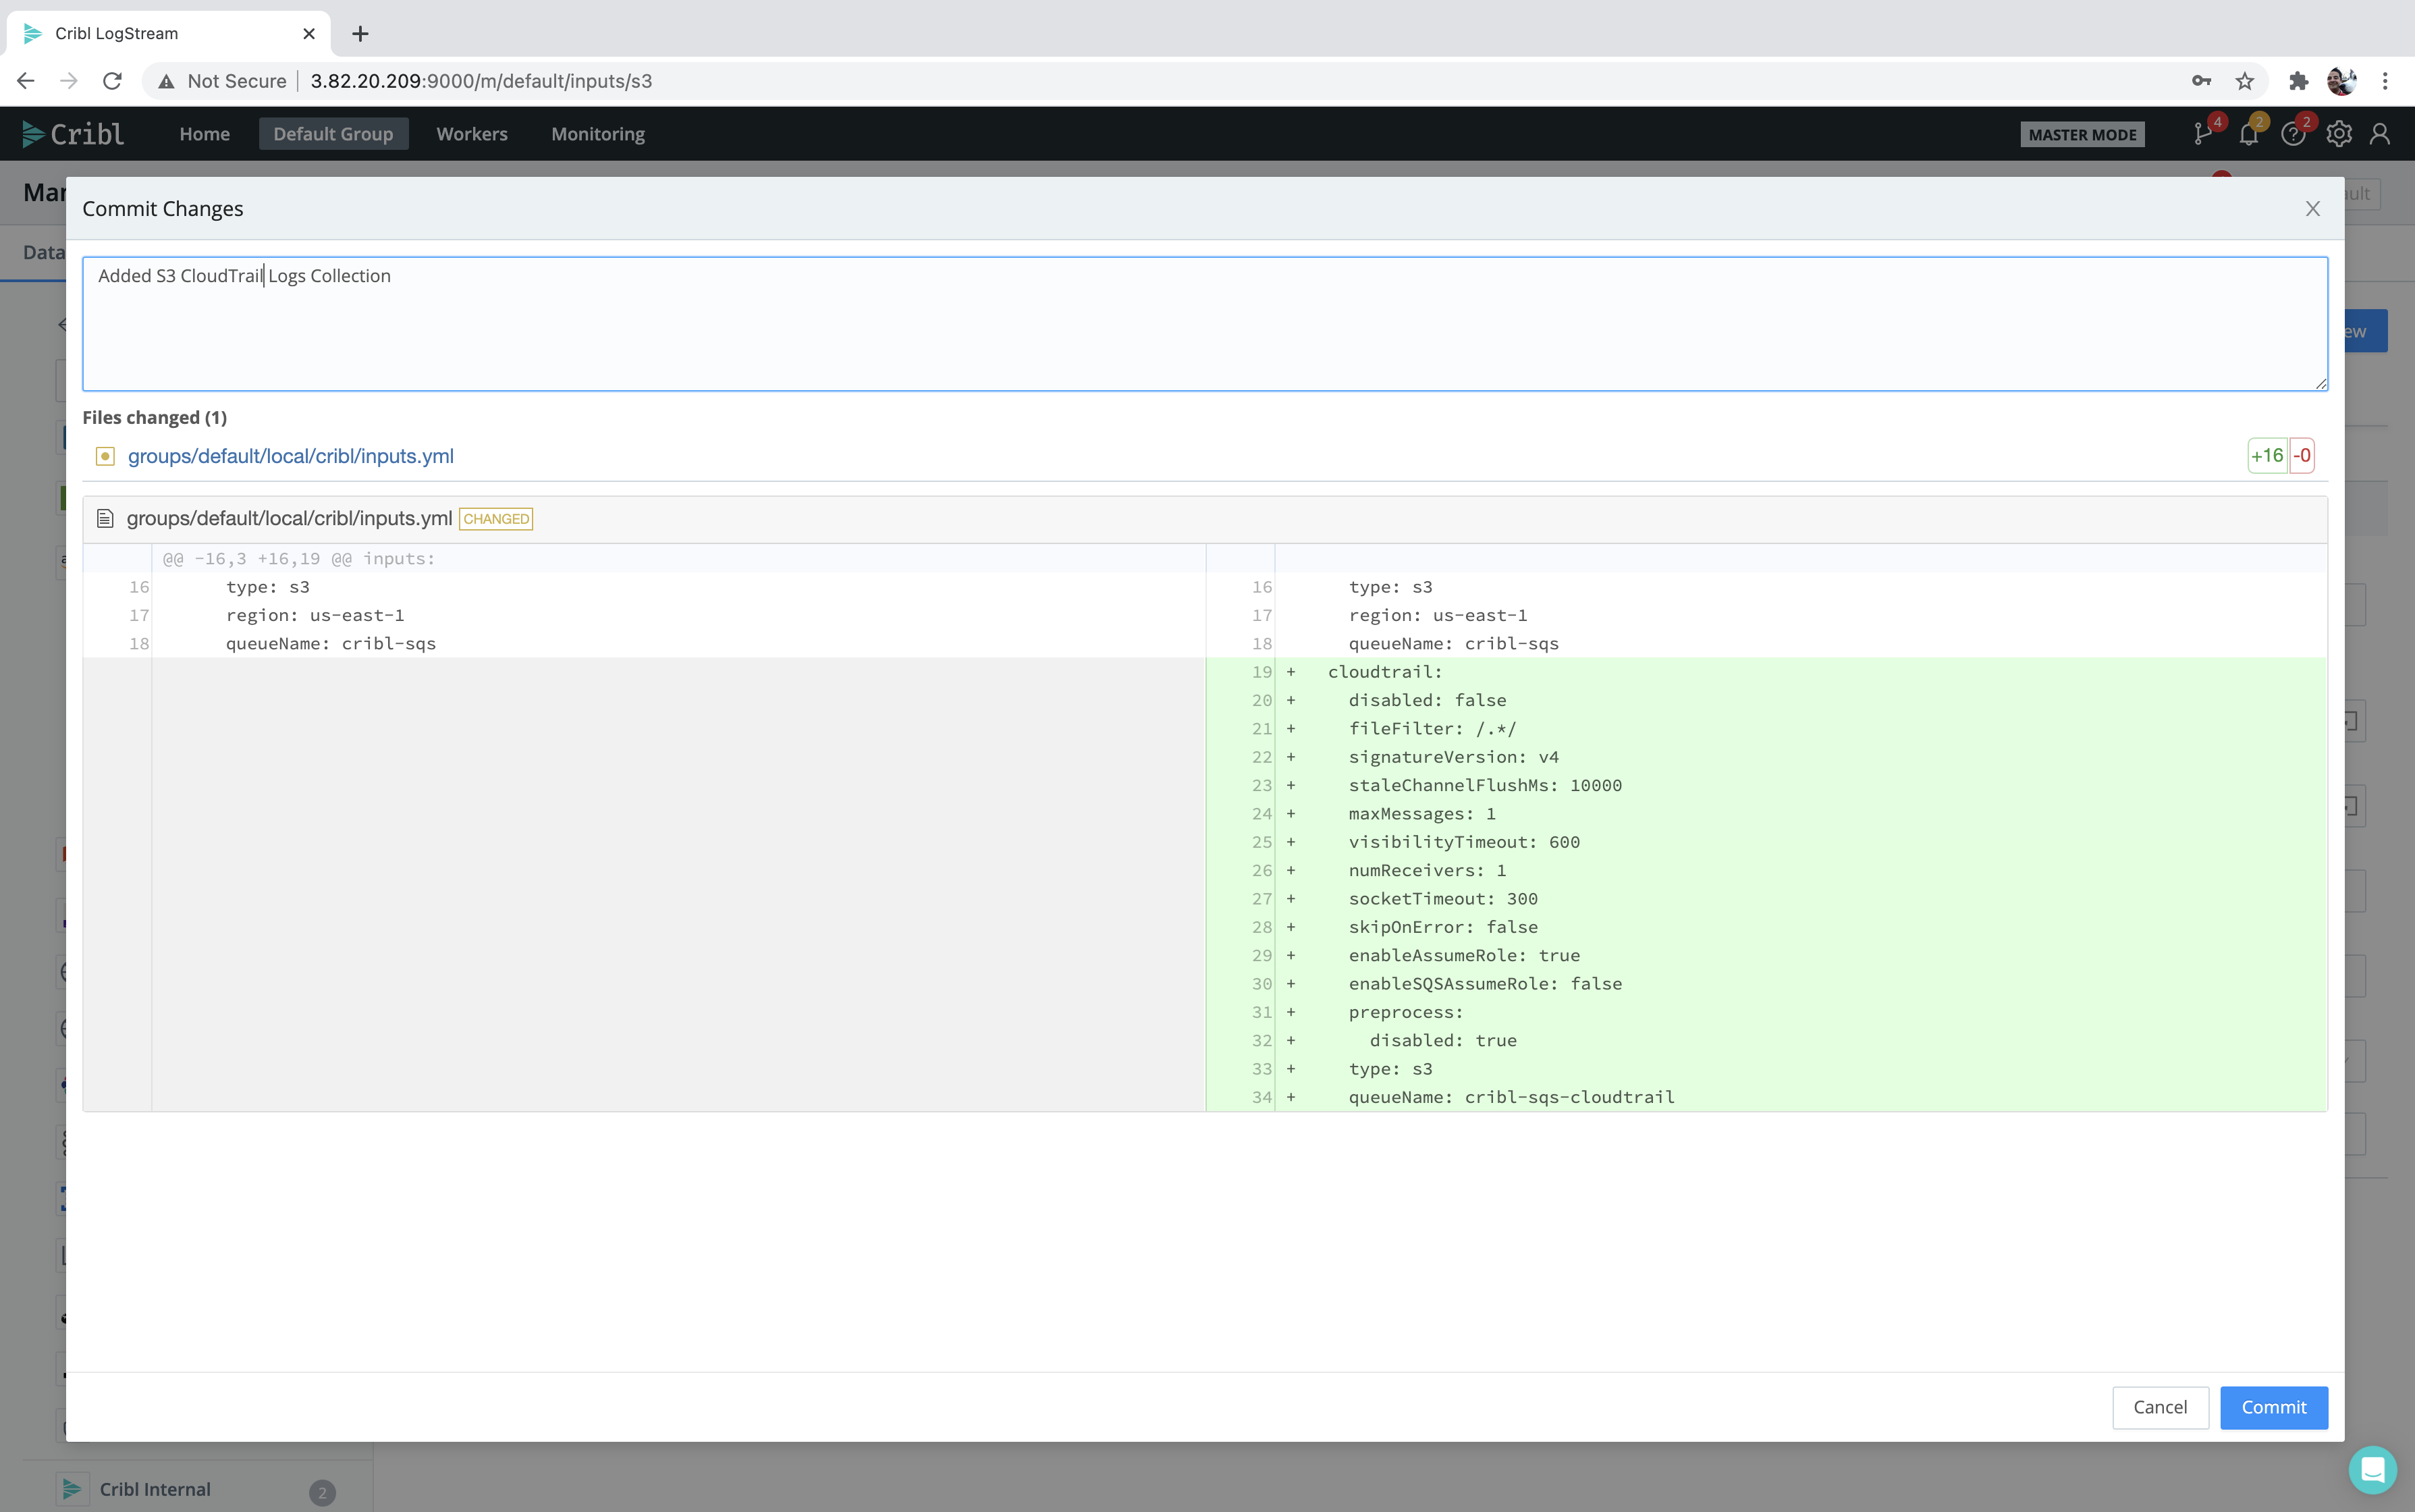 Cribl LogStream
Not Secure 3.82.20.209:9000/m/default/inputs/s3
Cribl Home Default Group Workers Monitoring MASTER MODE 4 2 2
Commit Changes
Data
Added S3 CloudTrail Logs Collection
Files changed (1)
groups/default/local/cribl/inputs.yml +16 -0
groups/default/local/cribl/inputs.yml CHANGED
@@ -16,3 +16,19 @@ inputs:
16 type: s3 16 type: s3
17 region: us-east-1 17 region: us-east-1
18 queueName: cribl-sqs 18 queueName: cribl-sqs
19 + cloudtrail:
20 + disabled: false
21 + fileFilter: /.*/
22 + signatureVersion: v4
23 + staleChannelFlushMs: 10000
24 + maxMessages: 1
25 + visibilityTimeout: 600
26 + numReceivers: 1
27 + socketTimeout: 300
28 + skipOnError: false
29 + enableAssumeRole: true
30 + enableSQSAssumeRole: false
31 + preprocess:
32 + disabled: true
33 + type: s3
34 + queueName: cribl-sqs-cloudtrail
Cancel Commit
Cribl Internal 2